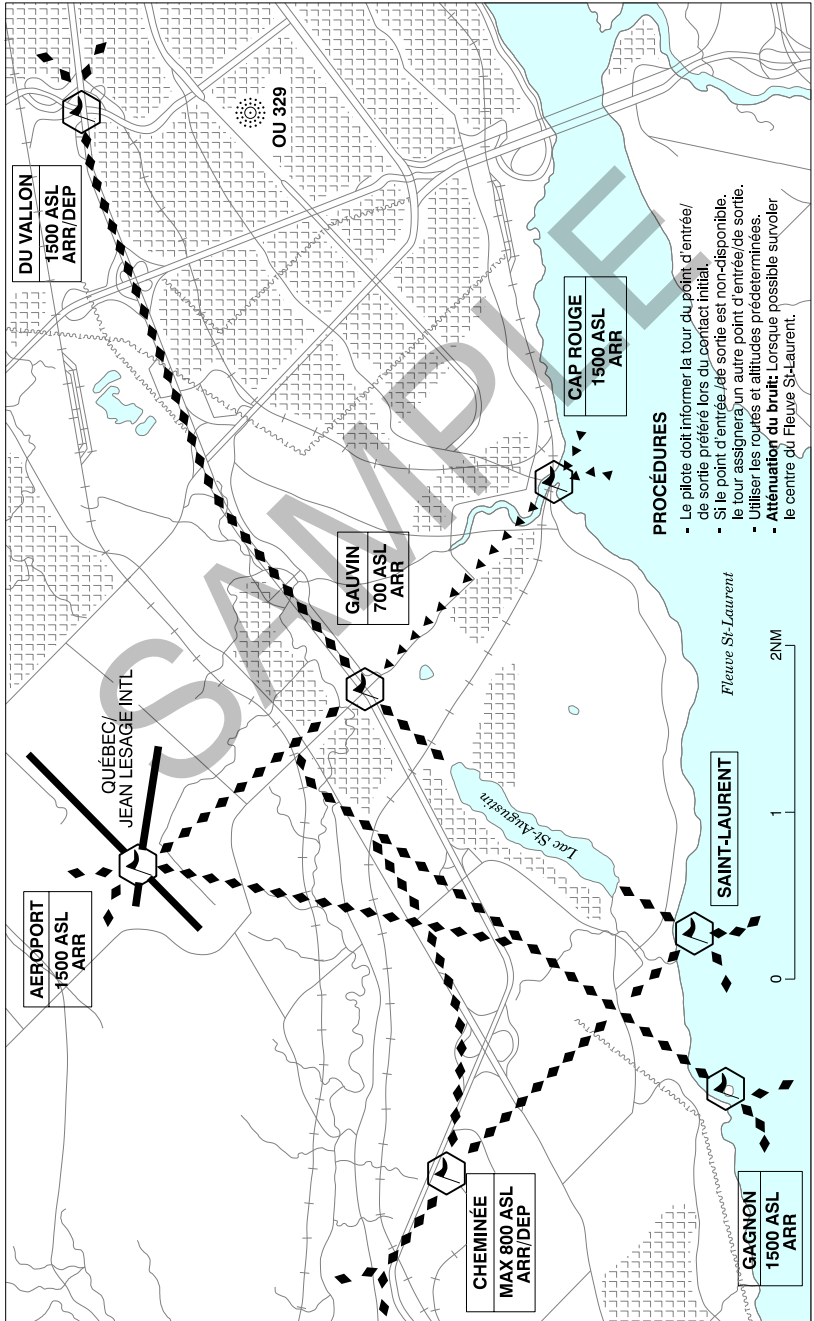 DU VALLON
1500 ASL
ARR/DEP
OU 329
CAP ROUGE
1500 ASL
ARR
GAUVIN
700 ASL
ARR
QUÉBEC/
JEAN LESAGE INTL
AEROPORT
1500 ASL
ARR
Lac St-Augustin
SAINT-LAURENT
CHEMINÉE
MAX 800 ASL
ARR/DEP
GAGNON
1500 ASL
ARR
Fleuve St-Laurent
0 1 2NM
PROCÉDURES
- Le pilote doit informer la tour du point d'entrée/
de sortie préféré lors du contact initial.
- Si le point d'entrée /de sortie est non-disponible.
le tour assignera un autre point d'entrée/de sortie.
- Utiliser les routes et altitudes prédeterminées.
- Atténuation du bruit: Lorsque possible survoler
le centre du Fleuve St-Laurent.
SAMPLE